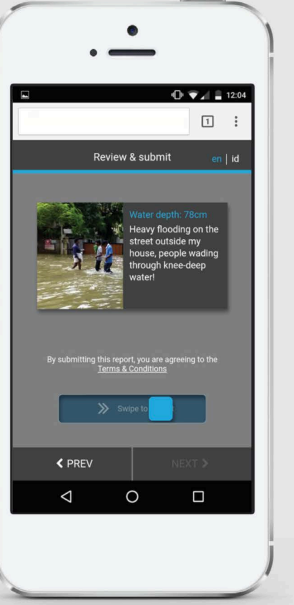 12:04
1
Review & submit
en | id
Water depth: 78cm
Heavy flooding on the
street outside my
house, people wading
through knee-deep
water!
By submitting this report, you are agreeing to the
Terms & Conditions
Swipe to
PREV
NEXT